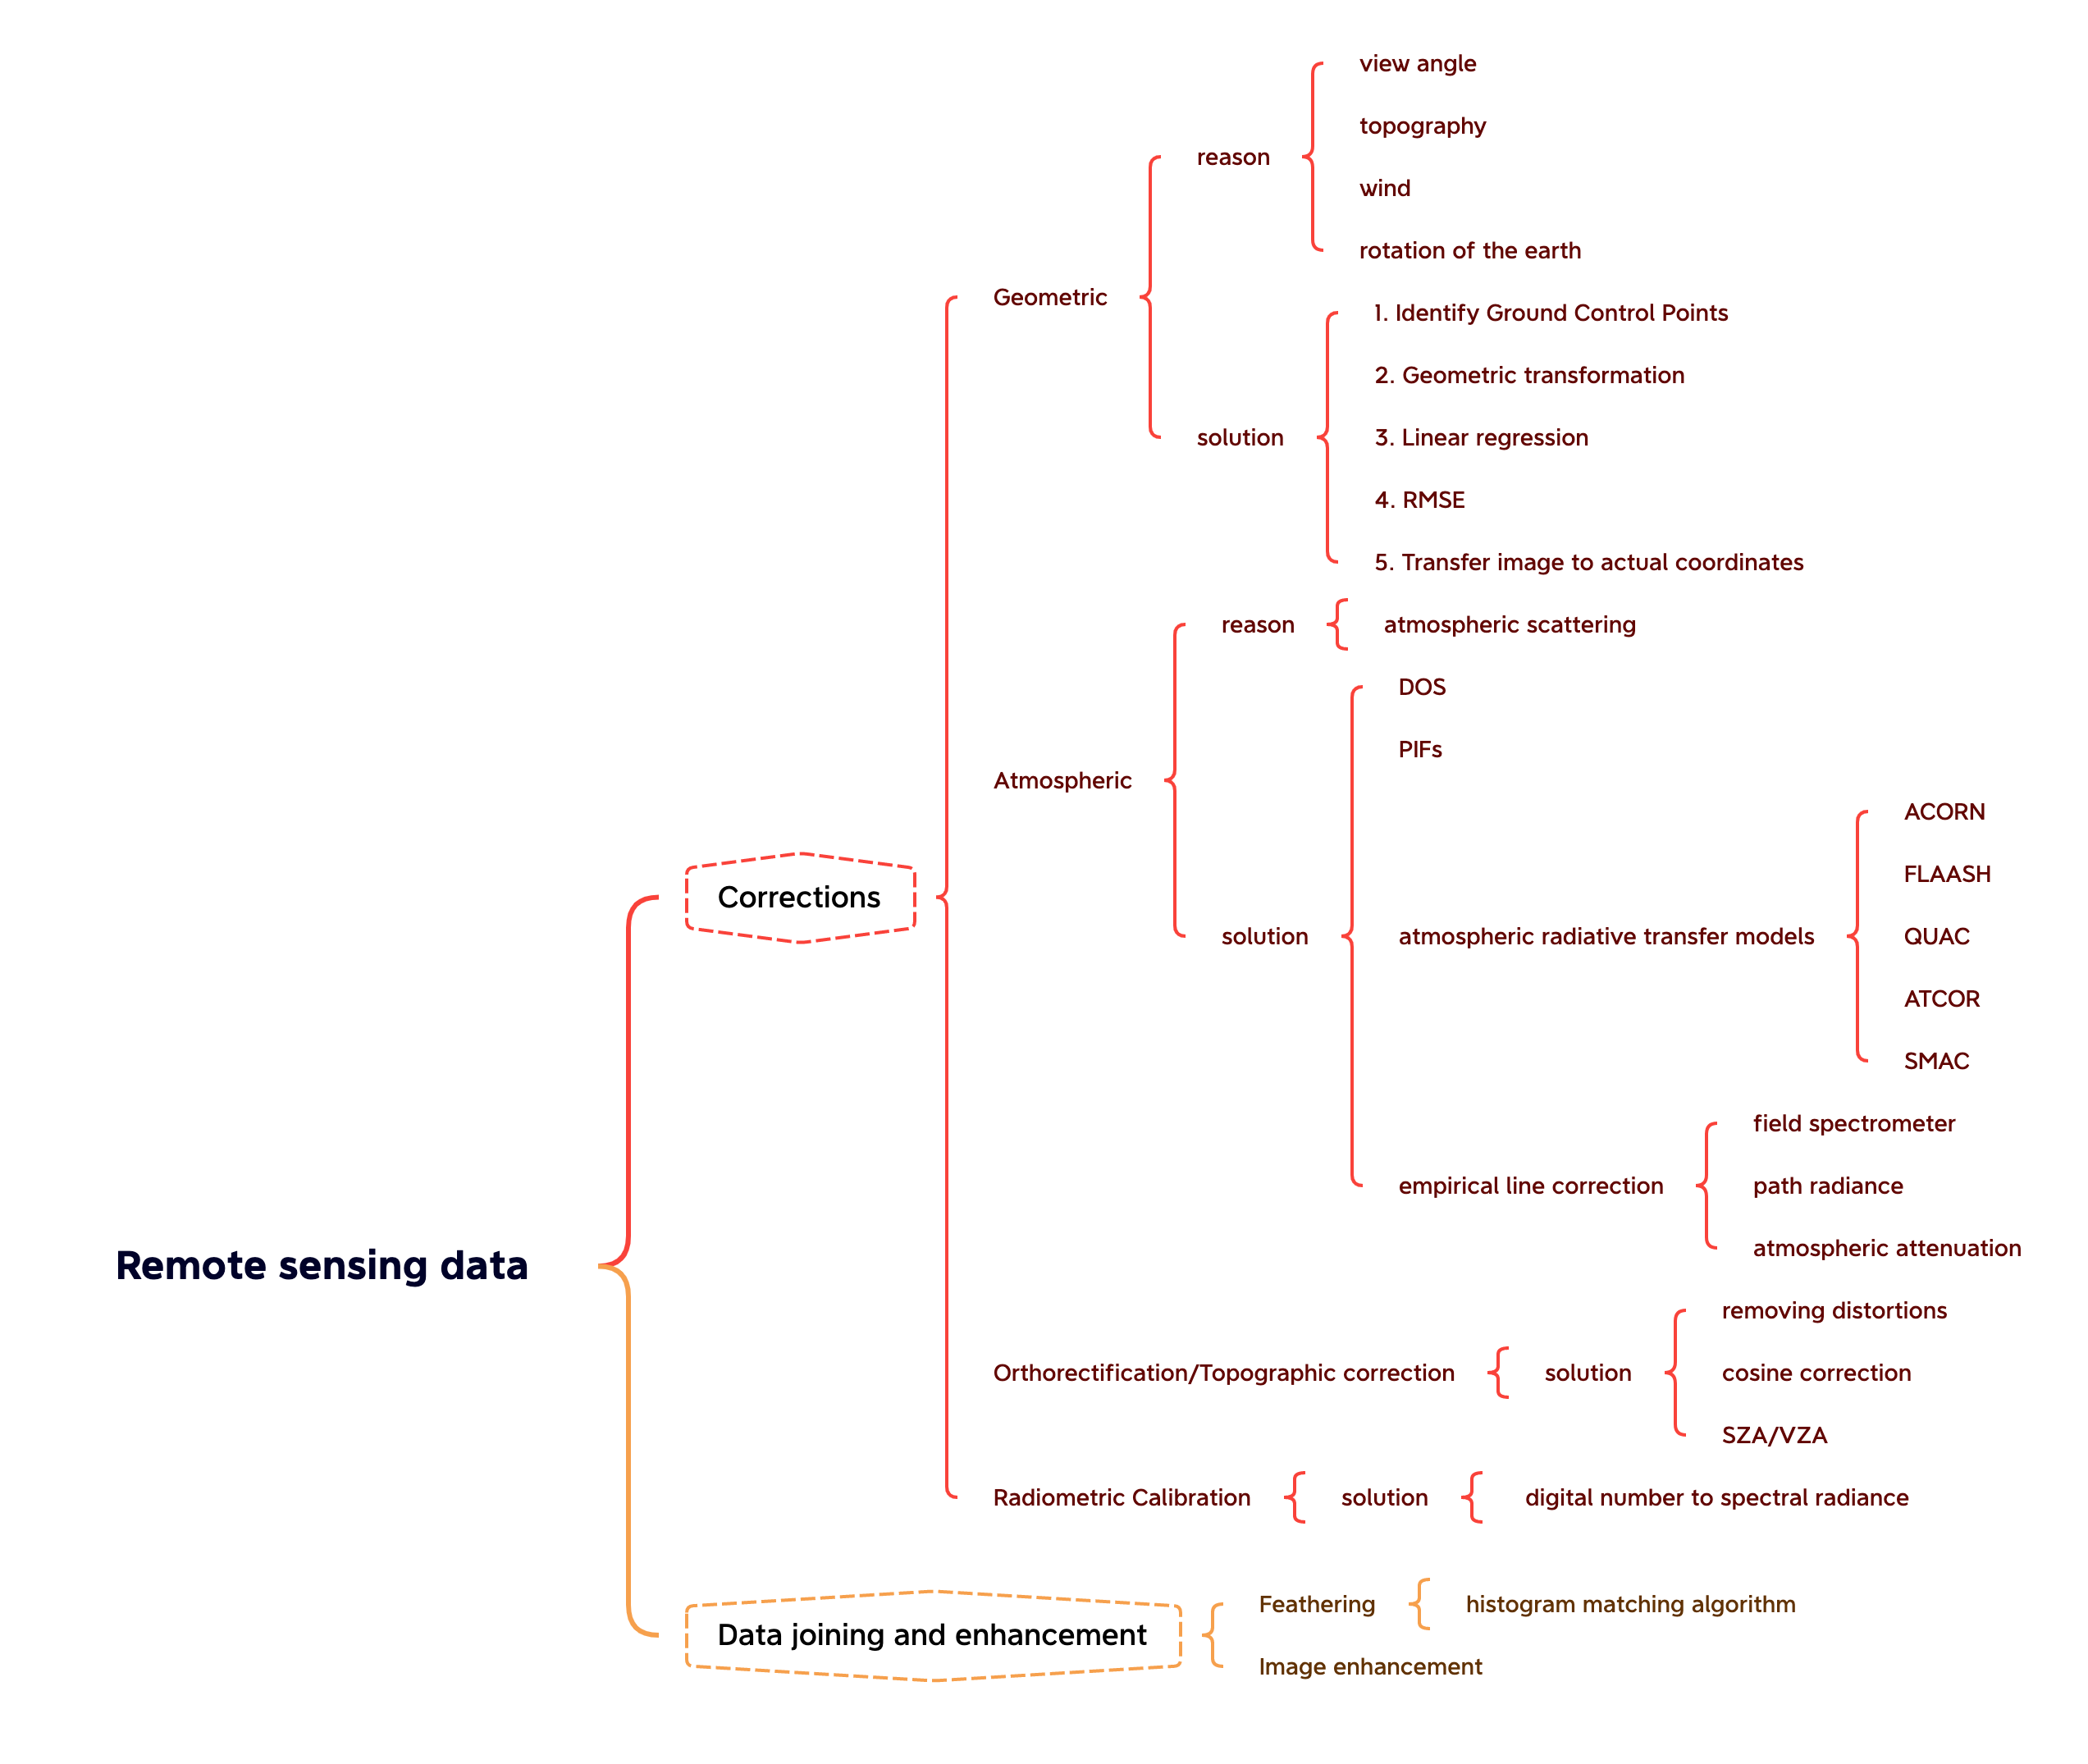 Remote sensing data
Corrections
Geometric
reason
view angle
topography
wind
rotation of the earth
solution
1. Identify Ground Control Points
2. Geometric transformation
3. Linear regression
4. RMSE
5. Transfer image to actual coordinates
Atmospheric
reason
atmospheric scattering
solution
DOS
PIFs
atmospheric radiative transfer models
ACORN
FLAASH
QUAC
ATCOR
SMAC
empirical line correction
field spectrometer
path radiance
atmospheric attenuation
Orthorectification/Topographic correction
solution
removing distortions
cosine correction
SZA/VZA
Radiometric Calibration
solution
digital number to spectral radiance
Data joining and enhancement
Feathering
histogram matching algorithm
Image enhancement